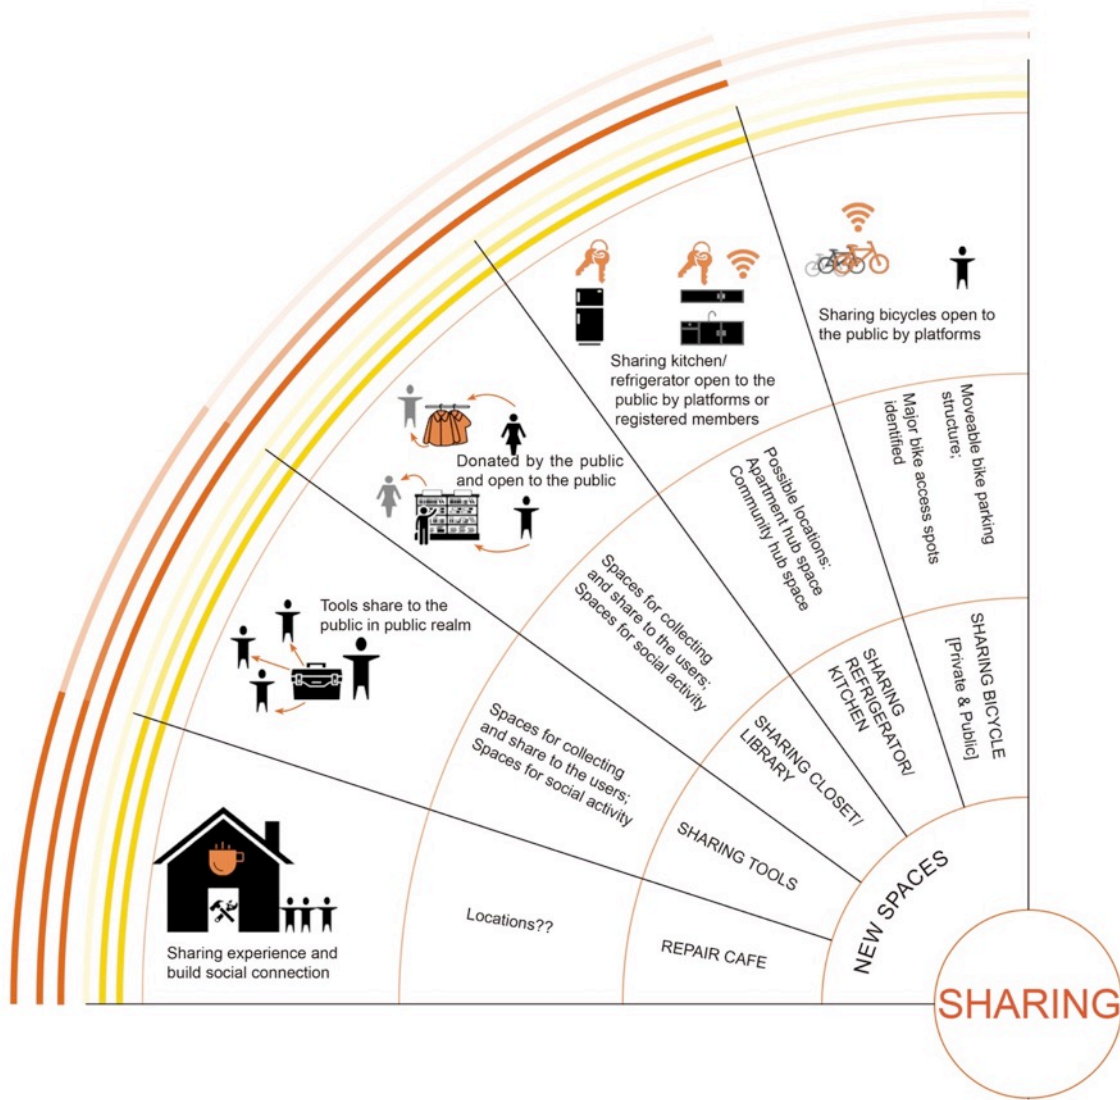 Sharing bicycles open to
the public by platforms
Moveable bike parking
structure;
Major bike access spots
identified
SHARING BICYCLE
[Private & Public]
Sharing kitchen/
refrigerator open to the
public by platforms or
registered members
Possible locations:
Apartment hub space
Community hub space
SHARING
REFRIGERATOR/
KITCHEN
Donated by the public
and open to the public
Spaces for collecting
and share to the users;
Spaces for social activity
SHARING CLOSET/
LIBRARY
Tools share to the
public in public realm
Spaces for collecting
and share to the users;
Spaces for social activity
SHARING TOOLS
Sharing experience and
build social connection
Locations??
REPAIR CAFE
NEW SPACES
SHARING